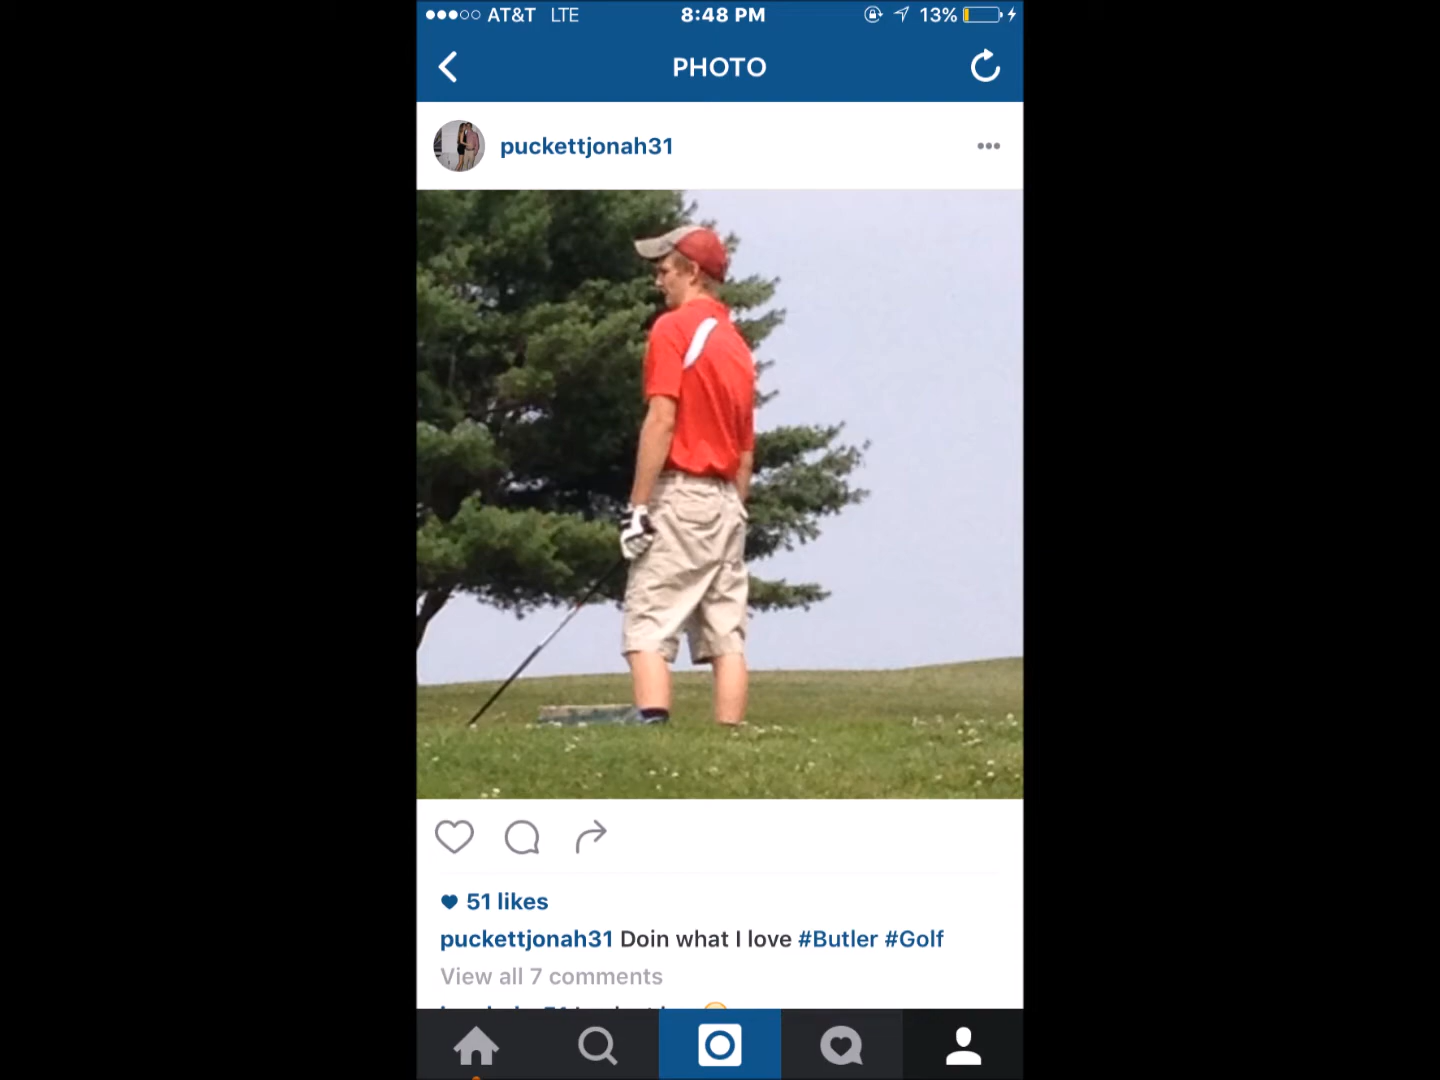 AT&T LTE 8:48 PM 13%
PHOTO
puckettjonah31
51 likes
puckettjonah31 Doin what I love #Butler #Golf
View all 7 comments